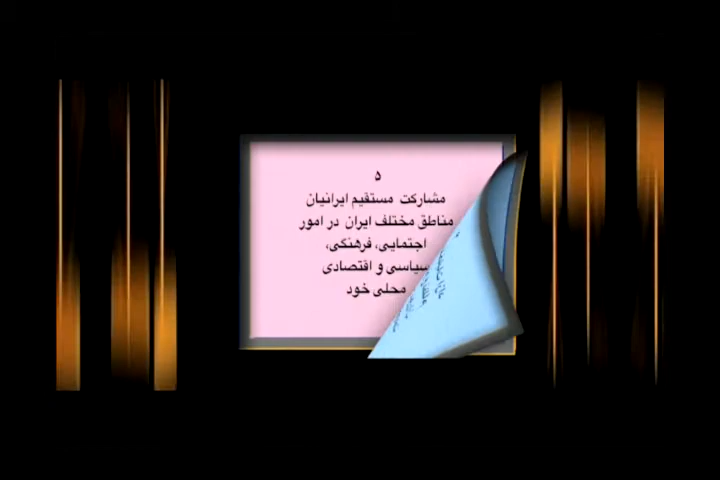 ۵
مشارکت مستقیم ایرانیان
مناطق مختلف ایران در امور
اجتمایی، فرهنگی،
سیاسی و اقتصادی
محلی خود